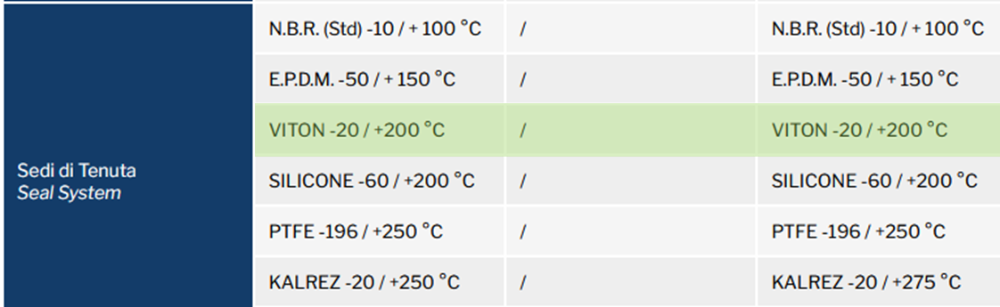 Sedi di Tenuta
Seal System
N.B.R. (Std) -10 / + 100 °C / N.B.R. (Std) -10 / + 100 °C
E.P.D.M. -50 / + 150 °C / E.P.D.M. -50 / + 150 °C
VITON -20 / +200 °C / VITON -20 / +200 °C
SILICONE -60 / +200 °C / SILICONE -60 / +200 °C
PTFE -196 / +250 °C / PTFE -196 / +250 °C
KALREZ -20 / +250 °C / KALREZ -20 / +275 °C